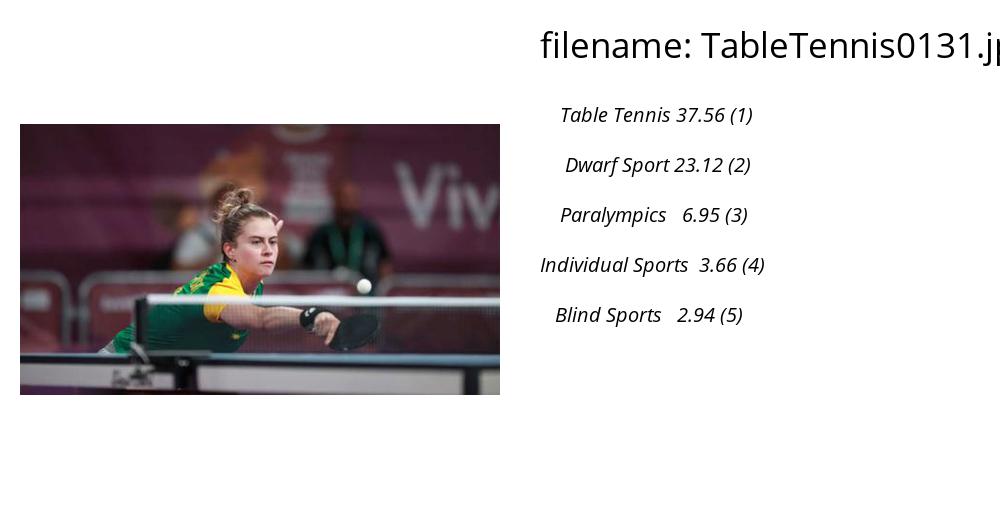 filename: TableTennis0131.jp
Table Tennis 37.56 (1)
Dwarf Sport 23.12 (2)
Paralympics 6.95 (3)
Individual Sports 3.66 (4)
Blind Sports 2.94 (5)
Viv